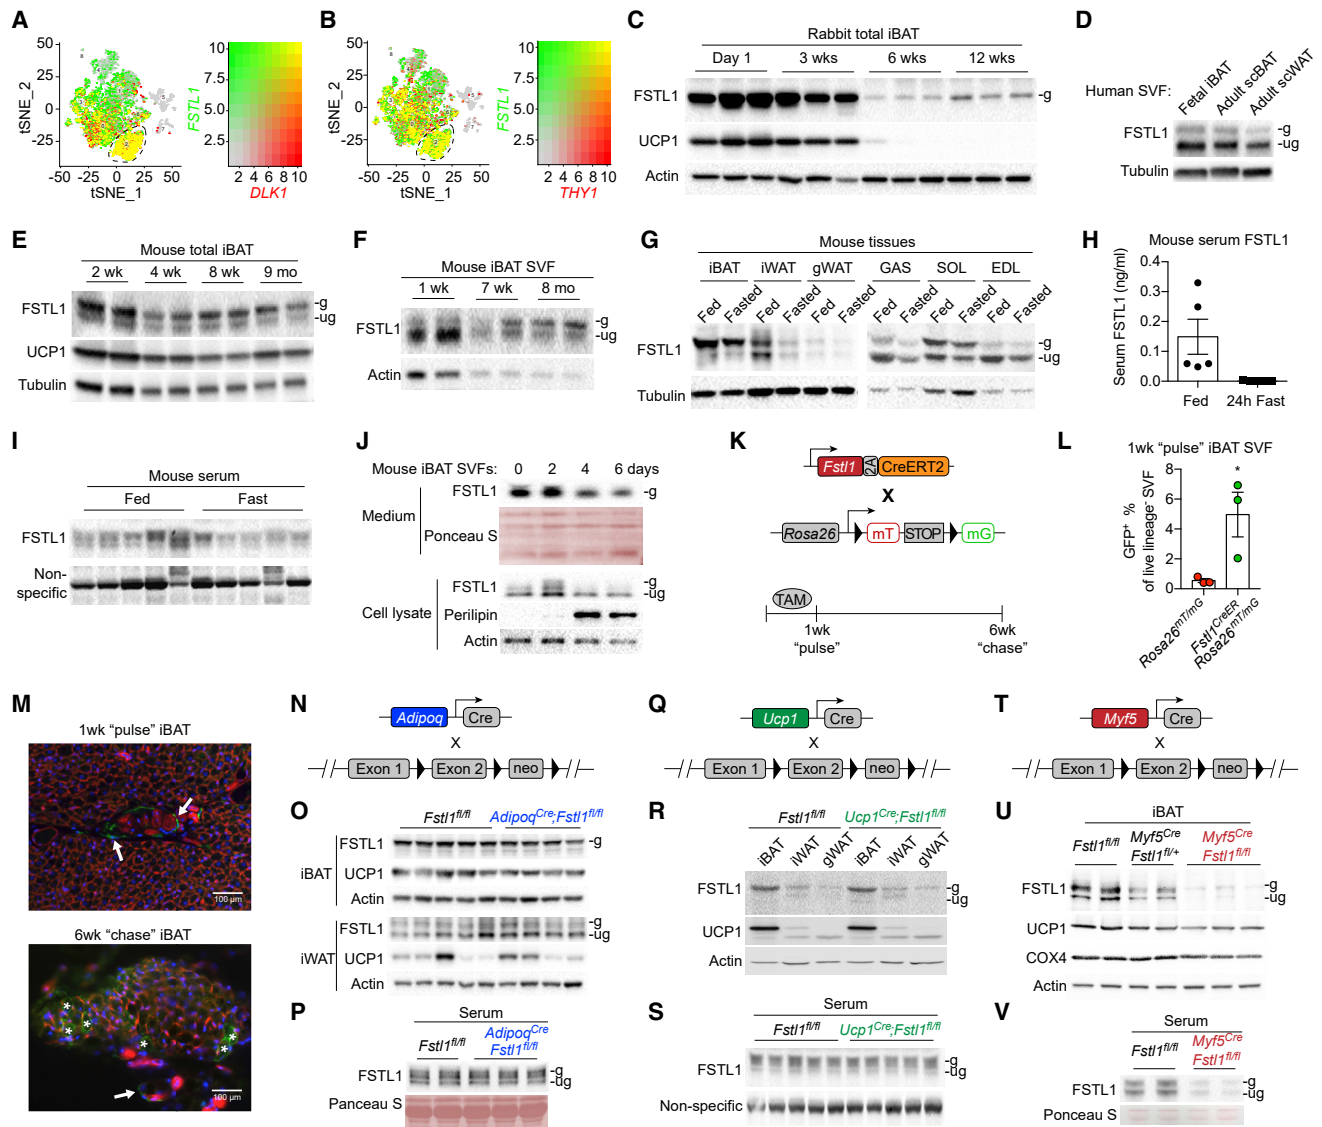 A
50
25
0
-25
tSNE_2
-50 -25 0 25 50
tSNE_1
10
7.5
5.0
2.5
FSTL1
2 4 6 8 10
DLK1
B
50
25
0
-25
tSNE_2
-50 -25 0 25 50
tSNE_1
10
7.5
5.0
2.5
FSTL1
2 4 6 8 10
THY1
C
Rabbit total iBAT
Day 1 3 wks 6 wks 12 wks
FSTL1 -g
UCP1
Actin
D
Human SVF:
Fetal iBAT
Adult scBAT
Adult scWAT
FSTL1 -g
-ug
Tubulin
E
Mouse total iBAT
2 wk 4 wk 8 wk 9 mo
FSTL1 -g
-ug
UCP1
Tubulin
F
Mouse iBAT SVF
1 wk 7 wk 8 mo
FSTL1 -g
-ug
Actin
G
Mouse tissues
iBAT iWAT gWAT GAS SOL EDL
Fed Fasted Fed Fasted Fed Fasted Fed Fasted Fed Fasted Fed Fasted
FSTL1 -g
-ug
Tubulin
H
Mouse serum FSTL1
Serum FSTL1 (ng/ml)
0.4
0.3
0.2
0.1
0.0
Fed 24h Fast
I
Mouse serum
Fed Fast
FSTL1
Non-
specific
J
Mouse iBAT SVFs: 0 2 4 6 days
Medium
FSTL1 -g
Ponceau S
Cell lysate
FSTL1 -g
-ug
Perilipin
Actin
K
Fstl1 2A CreERT2
X
Rosa26 mT STOP mG
TAM
1wk 6wk
"pulse" "chase"
L
1wk "pulse" iBAT SVF
GFP+ %
of live lineage- SVF
8
6
4
2
0
*
Rosa26mT/mG
Fstl1CreER
Rosa26mT/mG
M
1wk "pulse" iBAT
100 µm
6wk "chase" iBAT
* * * * * *
100 µm
N
Adipoq Cre
X
Exon 1 Exon 2 neo
O
Fstl1fl/fl AdipoqCre;Fstl1fl/fl
iBAT
FSTL1 -g
UCP1
Actin
iWAT
FSTL1 -g
-ug
UCP1
Actin
P
Serum
Fstl1fl/fl AdipoqCre
Fstl1fl/fl
FSTL1 -g
-ug
Panceau S
Q
Ucp1 Cre
X
Exon 1 Exon 2 neo
R
Fstl1fl/fl Ucp1Cre;Fstl1fl/fl
iBAT iWAT gWAT iBAT iWAT gWAT
FSTL1 -g
-ug
UCP1
Actin
S
Serum
Fstl1fl/fl Ucp1Cre;Fstl1fl/fl
FSTL1 -g
-ug
Non-specific
T
Myf5 Cre
X
Exon 1 Exon 2 neo
U
iBAT
Fstl1fl/fl Myf5Cre Myf5Cre
Fstl1fl/+ Fstl1fl/fl
FSTL1 -g
-ug
UCP1
COX4
Actin
V
Serum
Fstl1fl/fl Myf5Cre
Fstl1fl/fl
FSTL1 -g
-ug
Ponceau S